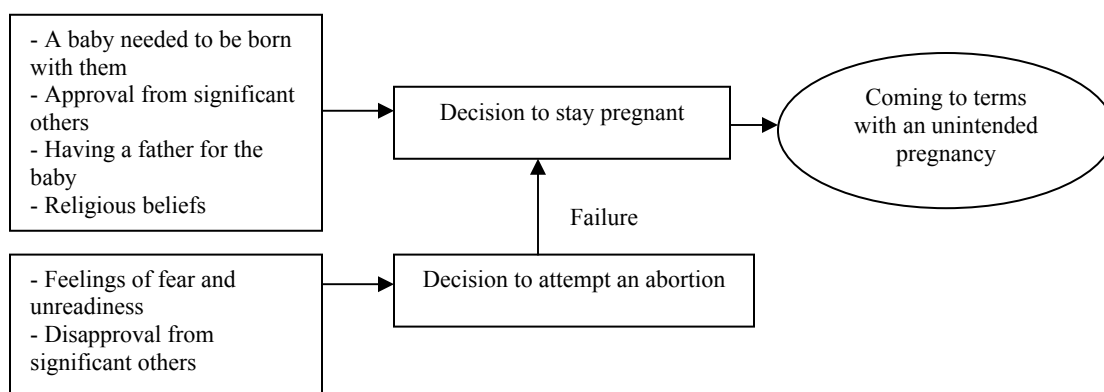 - A baby needed to be born
with them
- Approval from significant
others
- Having a father for the
baby
- Religious beliefs
Decision to stay pregnant
Coming to terms
with an unintended
pregnancy
Failure
- Feelings of fear and
unreadiness
- Disapproval from
significant others
Decision to attempt an abortion